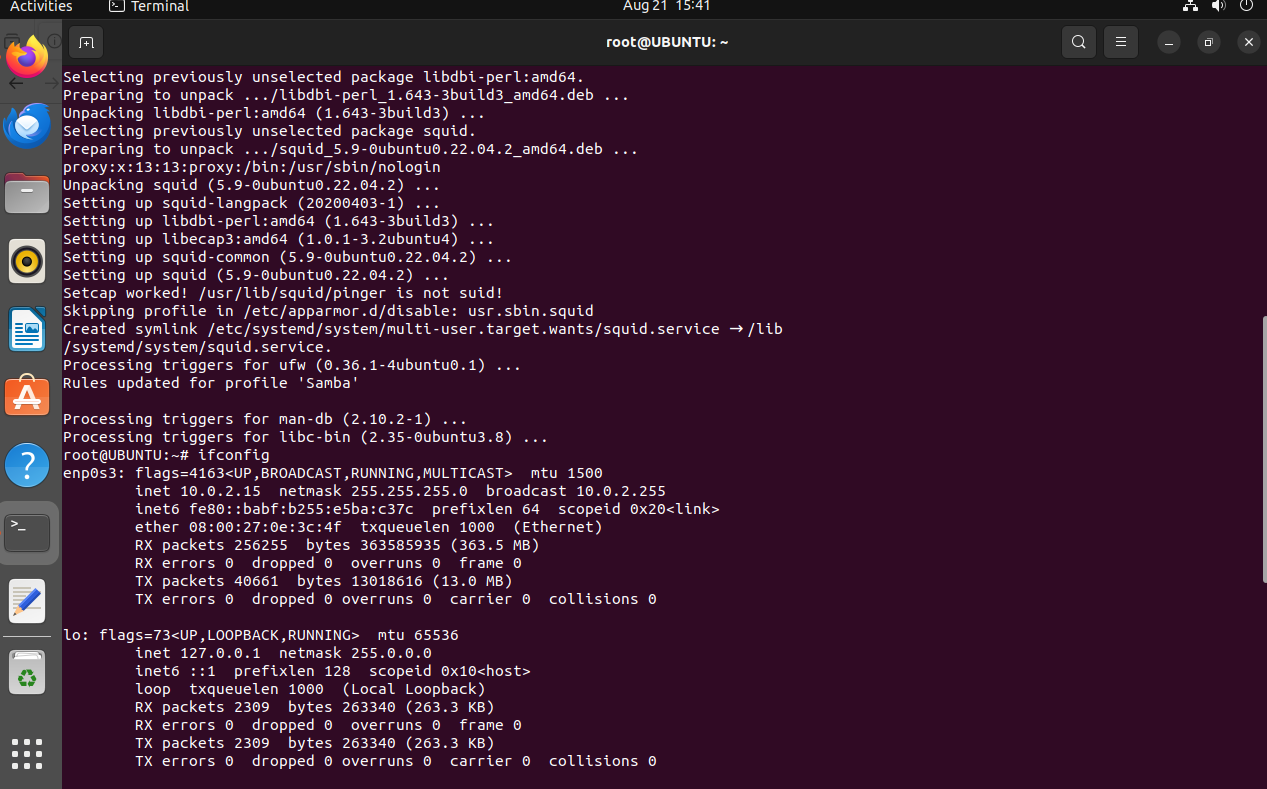 Activities
Terminal
Aug 21 15:41
root@UBUNTU: ~
Selecting previously unselected package libdbi-perl:amd64.
Preparing to unpack .../libdbi-perl_1.643-3build3_amd64.deb ...
Unpacking libdbi-perl:amd64 (1.643-3build3) ...
Selecting previously unselected package squid.
Preparing to unpack .../squid_5.9-0ubuntu0.22.04.2_amd64.deb ...
proxy:x:13:13:proxy:/bin:/usr/sbin/nologin
Unpacking squid (5.9-0ubuntu0.22.04.2) ...
Setting up squid-langpack (20200403-1) ...
Setting up libdbi-perl:amd64 (1.643-3build3) ...
Setting up libecap3:amd64 (1.0.1-3.2ubuntu4) ...
Setting up squid-common (5.9-0ubuntu0.22.04.2) ...
Setting up squid (5.9-0ubuntu0.22.04.2) ...
Setcap worked! /usr/lib/squid/pinger is not suid!
Skipping profile in /etc/apparmor.d/disable: usr.sbin.squid
Created symlink /etc/systemd/system/multi-user.target.wants/squid.service → /lib
/systemd/system/squid.service.
Processing triggers for ufw (0.36.1-4ubuntu0.1) ...
Rules updated for profile 'Samba'
Processing triggers for man-db (2.10.2-1) ...
Processing triggers for libc-bin (2.35-0ubuntu3.8) ...
root@UBUNTU:~# ifconfig
enp0s3: flags=4163<UP,BROADCAST,RUNNING,MULTICAST>  mtu 1500
        inet 10.0.2.15  netmask 255.255.255.0  broadcast 10.0.2.255
        inet6 fe80::babf:b255:e5ba:c37c  prefixlen 64  scopeid 0x20<link>
        ether 08:00:27:0e:3c:4f  txqueuelen 1000  (Ethernet)
        RX packets 256255  bytes 363585935 (363.5 MB)
        RX errors 0  dropped 0  overruns 0  frame 0
        TX packets 40661  bytes 13018616 (13.0 MB)
        TX errors 0  dropped 0 overruns 0  carrier 0  collisions 0
lo: flags=73<UP,LOOPBACK,RUNNING>  mtu 65536
        inet 127.0.0.1  netmask 255.0.0.0
        inet6 ::1  prefixlen 128  scopeid 0x10<host>
        loop  txqueuelen 1000  (Local Loopback)
        RX packets 2309  bytes 263340 (263.3 KB)
        RX errors 0  dropped 0  overruns 0  frame 0
        TX packets 2309  bytes 263340 (263.3 KB)
        TX errors 0  dropped 0 overruns 0  carrier 0  collisions 0